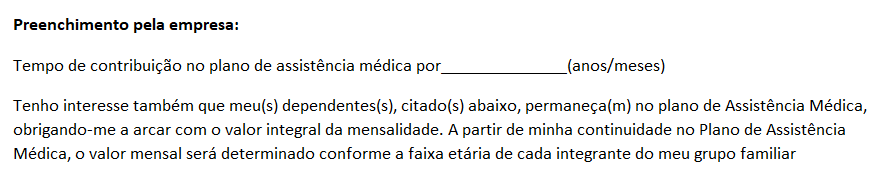 Preenchimento pela empresa:
Tempo de contribuição no plano de assistência médica por_______________(anos/meses)
Tenho interesse também que meu(s) dependentes(s), citado(s) abaixo, permaneça(m) no plano de Assistência Médica,
obrigando-me a arcar com o valor integral da mensalidade. A partir de minha continuidade no Plano de Assistência
Médica, o valor mensal será determinado conforme a faixa etária de cada integrante do meu grupo familiar